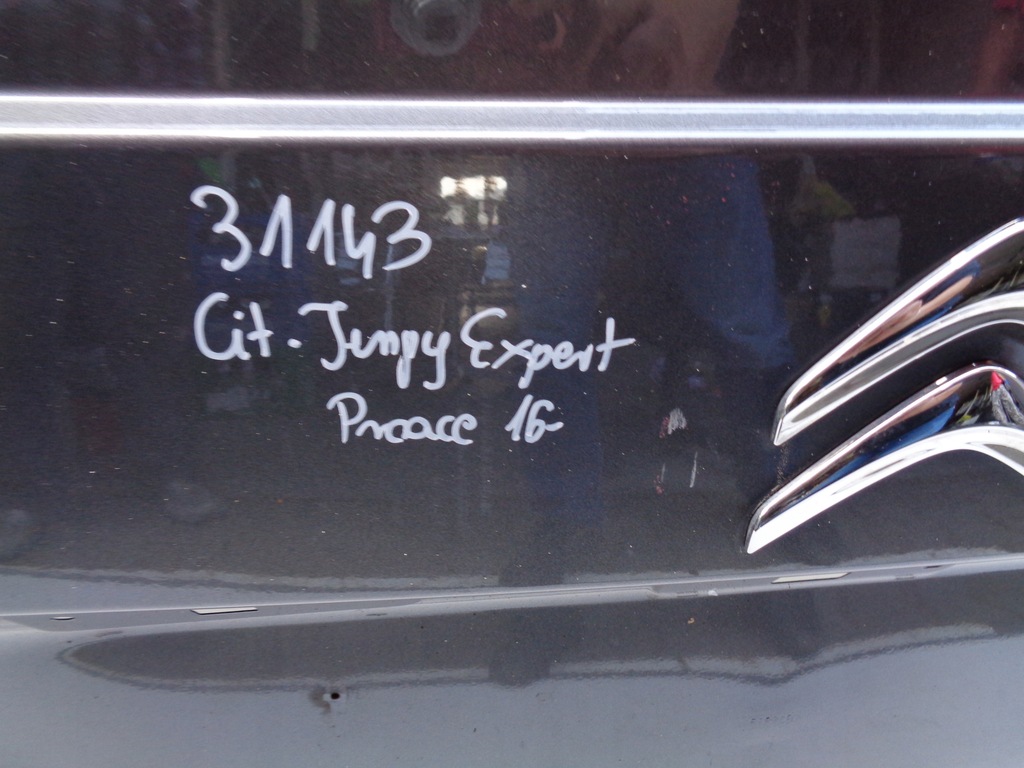 31143
Cit. Jumpy Expert
Proace 16-